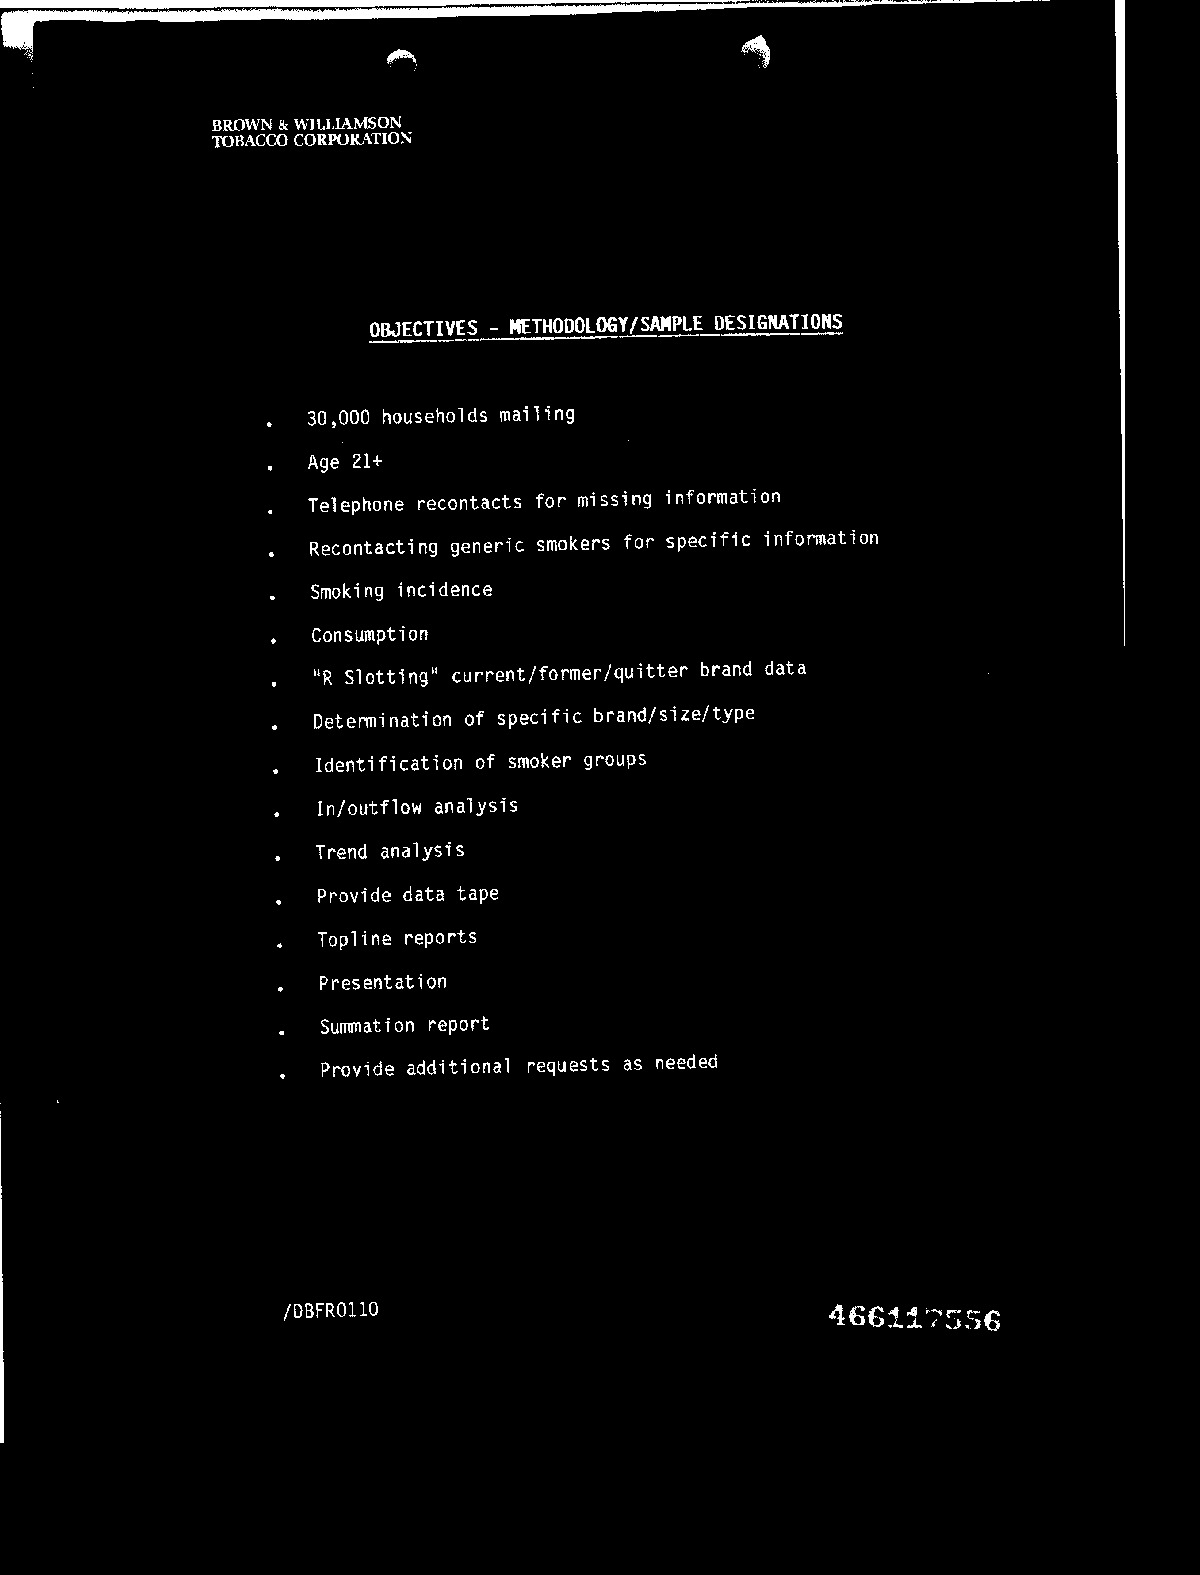 BROWN & WILLIAMSON
TOBACCO CORPORATION
OBJECTIVES - METHODOLOGY/SAMPLE DESIGNATIONS
. 30,000 households mailing
. Age 21+
. Telephone recontacts for missing information
. Recontacting generic smokers for specific information
. Smoking incidence
. Consumption
. "R Slotting" current/former/quitter brand data
. Determination of specific brand/size/type
. Identification of smoker groups
. In/outflow analysis
. Trend analysis
. Provide data tape
. Topline reports
. Presentation
. Summation report
. Provide additional requests as needed
/DBFRO110
466117556